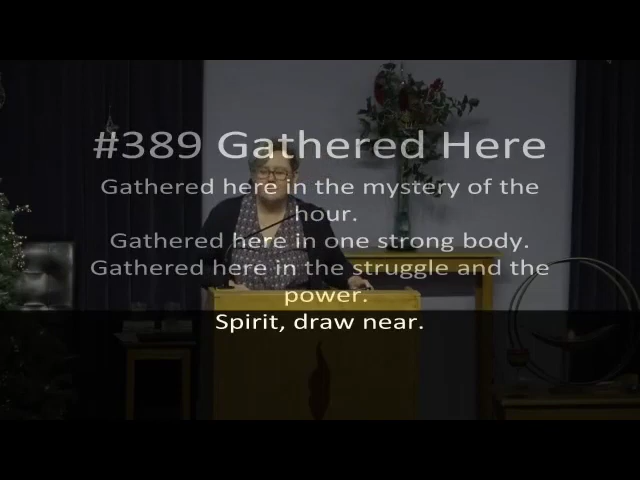 #389 Gathered Here
Gathered here in the mystery of the
hour.
Gathered here in one strong body.
Gathered here in the struggle and the
power.
Spirit, draw near.